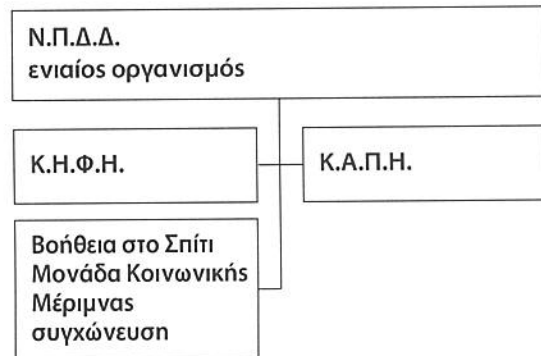 Ν.Π.Δ.Δ.
ενιαίος οργανισμός
Κ.Η.Φ.Η.
Κ.Α.Π.Η.
Βοήθεια στο Σπίτι
Μονάδα Κοινωνικής
Μέριμνας
συγχώνευση